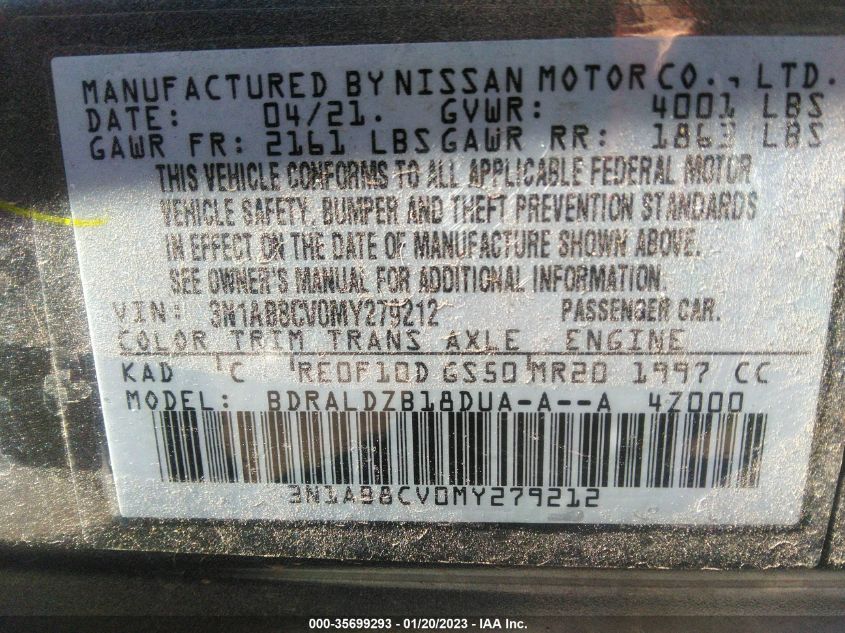 MANUFACTURED BY NISSAN MOTOR CO., LTD.
DATE: 04/21. GVWR: 4001 LBS
GAWR FR: 2161 LBS GAWR RR: 1863 LBS
THIS VEHICLE CONFORMS TO ALL APPLICABLE FEDERAL MOTOR
VEHICLE SAFETY, BUMPER AND THEFT PREVENTION STANDARDS
IN EFFECT ON THE DATE OF MANUFACTURE SHOWN ABOVE.
SEE OWNER'S MANUAL FOR ADDITIONAL INFORMATION.
VIN: 3N1AB8CV0MY279212 PASSENGER CAR
COLOR TRIM TRANS AXLE ENGINE
KAD C RE0F10D GS50 MR20 1997 CC
MODEL: BDRALDZB18DUA-A--A 4Z000
3N1AB8CV0MY279212
000-35699293 - 01/20/2023 - IAA Inc.